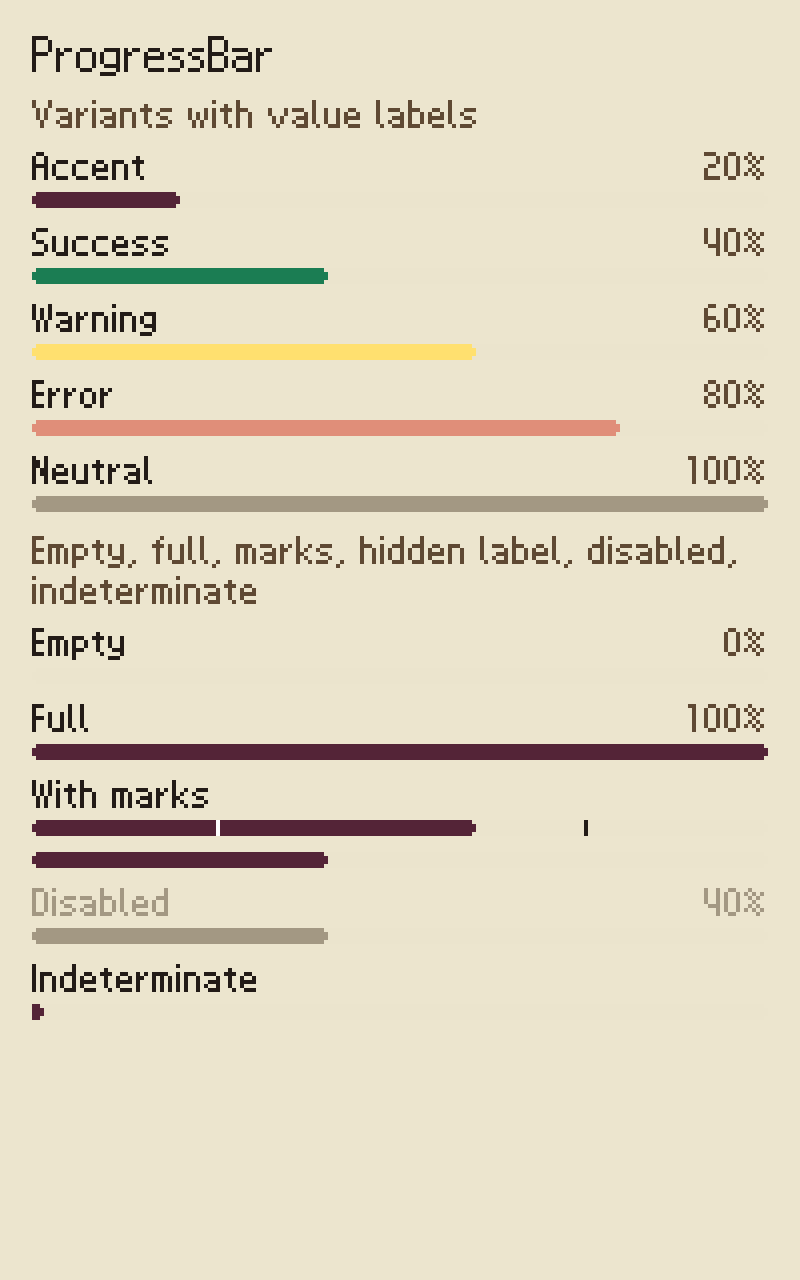 ProgressBar
Variants with value labels
Accent 20%
Success 40%
Warning 60%
Error 80%
Neutral 100%
Empty, full, marks, hidden label, disabled,
indeterminate
Empty 0%
Full 100%
With marks
Disabled 40%
Indeterminate